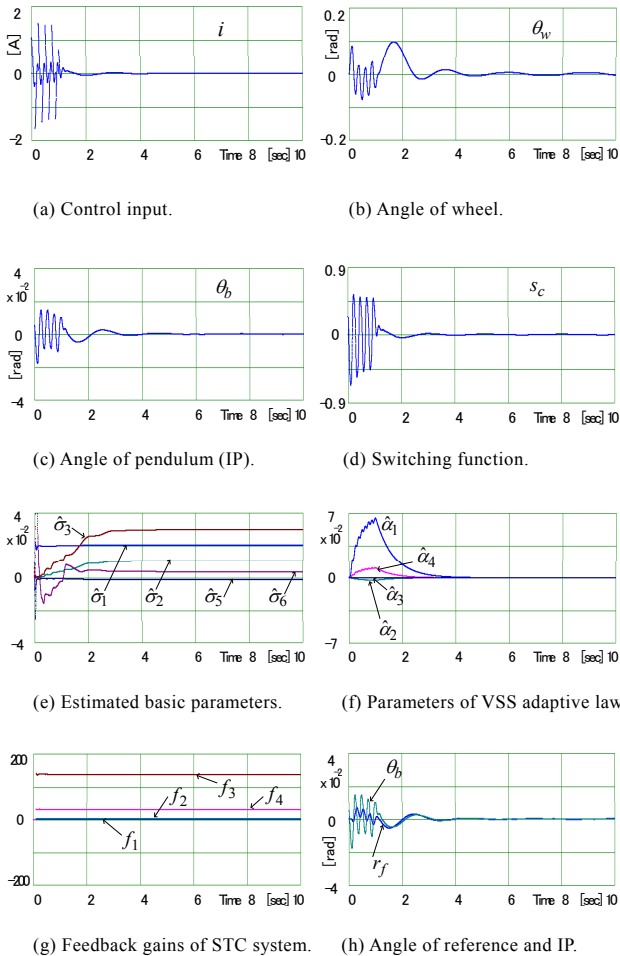 2
[A]
0
-2
i
0 2 4 6 Time 8 [sec] 10
(a) Control input.
0.2
[rad]
0
-0.2
θw
0 2 4 6 Time 8 [sec] 10
(b) Angle of wheel.
4
x10^-2
0
[rad]
-4
θb
0 2 4 6 Time 8 [sec] 10
(c) Angle of pendulum (IP).
0.9
0
-0.9
sc
0 2 4 6 Time 8 [sec] 10
(d) Switching function.
4
x10^-2
0
-4
σ̂3
σ̂1 σ̂2 σ̂5 σ̂6
0 2 4 6 Time 8 [sec] 10
(e) Estimated basic parameters.
7
x10^-2
0
-7
α̂1
α̂4
α̂3
α̂2
0 2 4 6 Time 8 [sec] 10
(f) Parameters of VSS adaptive law
200
0
-200
f3
f2 f4
f1
0 2 4 6 Time 8 [sec] 10
(g) Feedback gains of STC system.
4
x10^-2
0
[rad]
-4
θb
rf
0 2 4 6 Time 8 [sec] 10
(h) Angle of reference and IP.